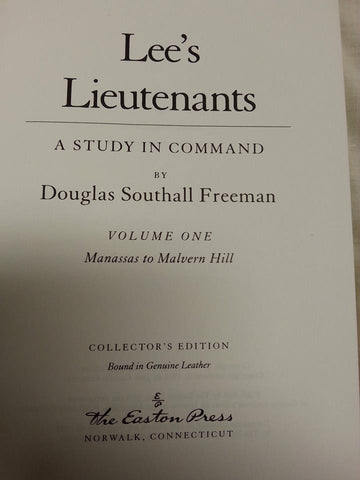 Lee's
Lieutenants
A STUDY IN COMMAND
BY
Douglas Southall Freeman
VOLUME ONE
Manassas to Malvern Hill
COLLECTOR'S EDITION
Bound in Genuine Leather
The Easton Press
NORWALK, CONNECTICUT